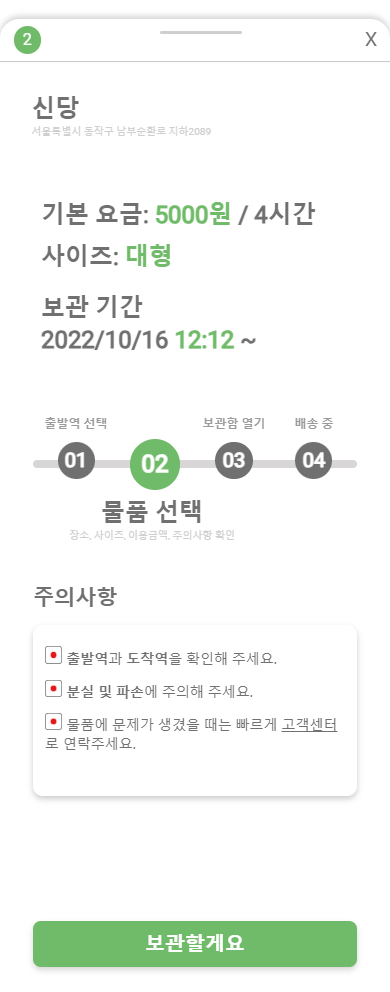 2
X
신당
서울특별시 동작구 남부순환로 지하2089
기본 요금: 5000원 / 4시간
사이즈: 대형
보관 기간
2022/10/16 12:12 ~
출발역 선택
보관함 열기
배송 중
01
02
03
04
물품 선택
장소, 사이즈, 이용금액, 주의사항 확인
주의사항
출발역과 도착역을 확인해 주세요.
분실 및 파손에 주의해 주세요.
물품에 문제가 생겼을 때는 빠르게 고객센터
로 연락주세요.
보관할게요